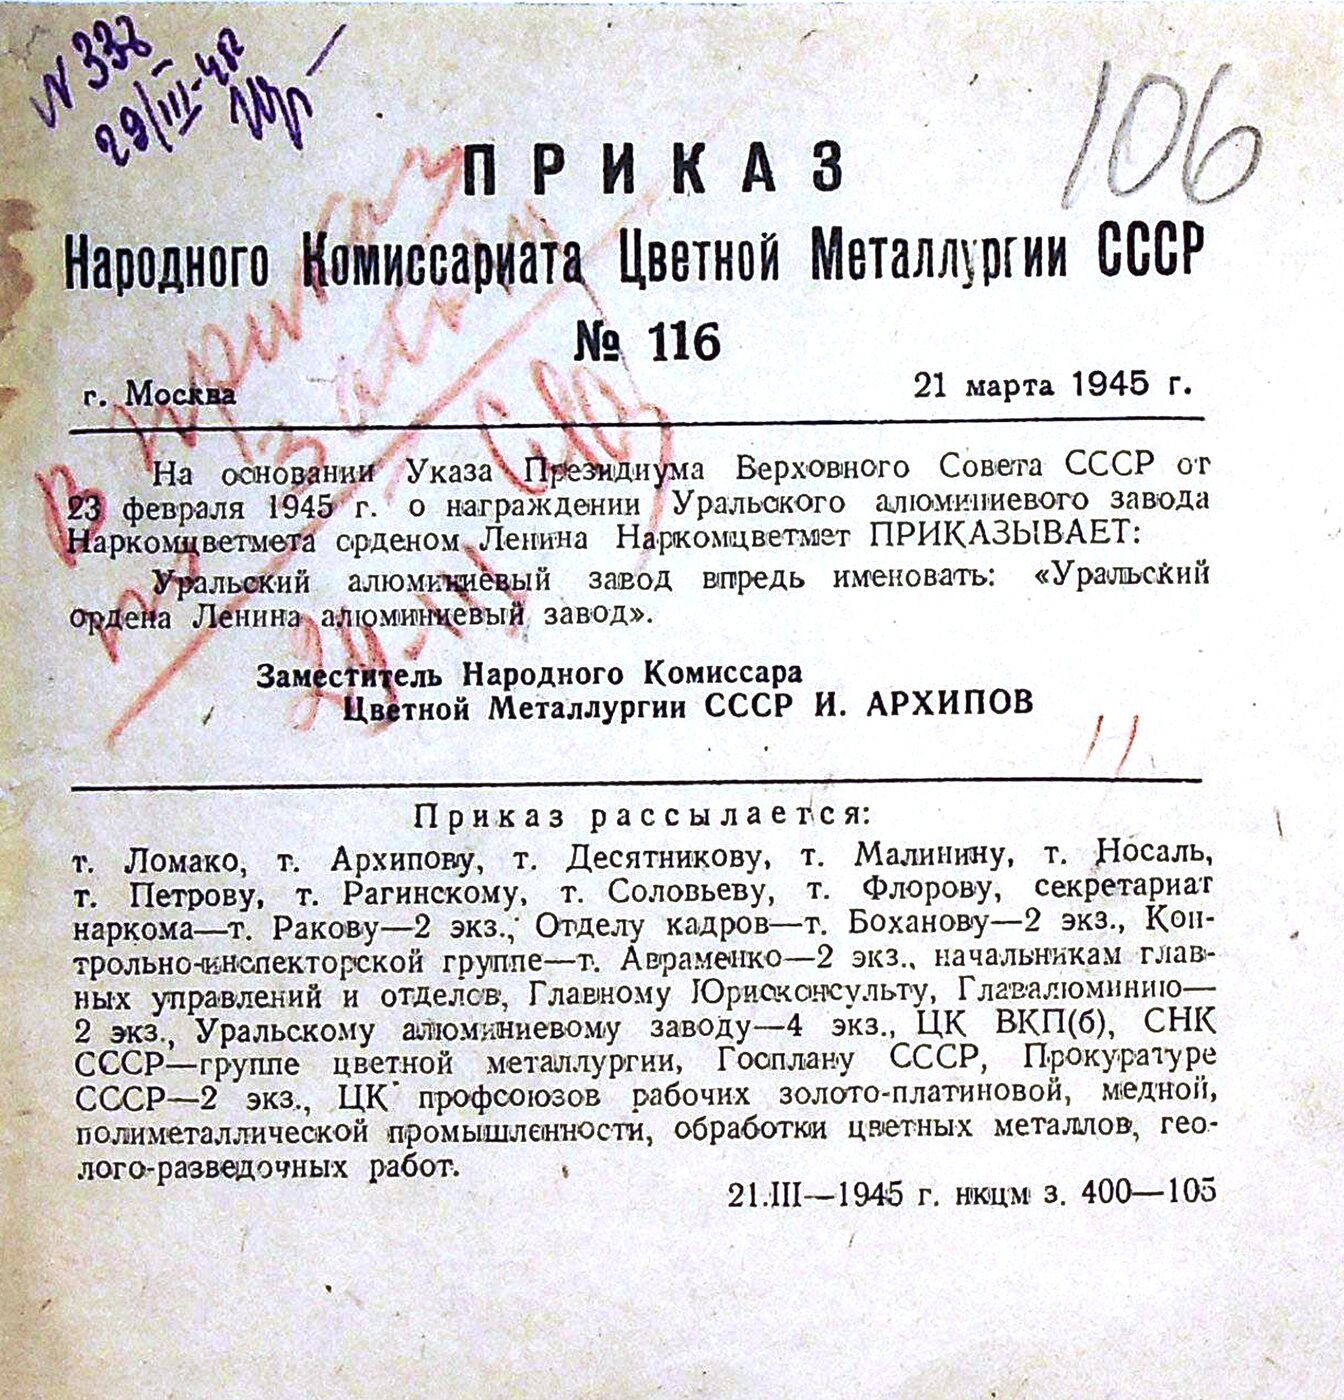 N 338
29/III-45
106
ПРИКАЗ
Народного Комиссариата Цветной Металлургии СССР
№ 116
г. Москва 21 марта 1945 г.
В приказ
по
На основании Указа Президиума Верховного Совета СССР от
23 февраля 1945 г. о награждении Уральского алюминиевого завода
Наркомцветмета орденом Ленина Наркомцветмет ПРИКАЗЫВАЕТ:
Уральский алюминиевый завод впредь именовать: «Уральский
ордена Ленина алюминиевый завод».
Заместитель Народного Комиссара
Цветной Металлургии СССР И. АРХИПОВ
Приказ рассылается:
т. Ломако, т. Архипову, т. Десятникову, т. Малинину, т. Носаль,
т. Петрову, т. Рагинскому, т. Соловьеву, т. Флорову, секретариат
наркома—т. Ракову—2 экз., Отделу кадров—т. Боханову—2 экз., Кон-
трольно-инспекторской группе—т. Авраменко—2 экз., начальникам глав-
ных управлений и отделов, Главному Юрисконсульту, Главалюминию—
2 экз., Уральскому алюминиевому заводу—4 экз., ЦК ВКП(б), СНК
СССР—группе цветной металлургии, Госплану СССР, Прокуратуре
СССР—2 экз., ЦК профсоюзов рабочих золото-платиновой, медной,
полиметаллической промышленности, обработки цветных металлов, гео-
лого-разведочных работ.
21.III—1945 г. нкцм з. 400—105